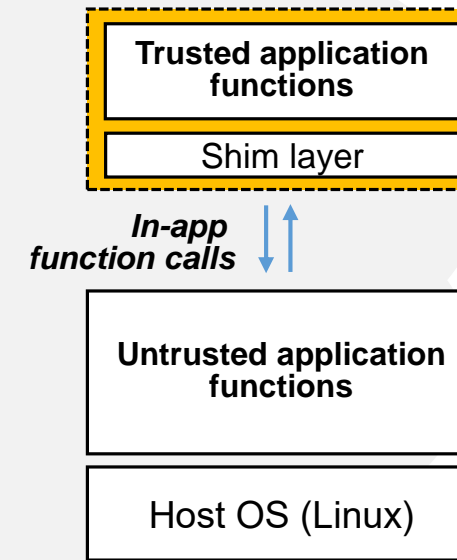 Trusted application
functions
Shim layer
In-app
function calls
Untrusted application
functions
Host OS (Linux)